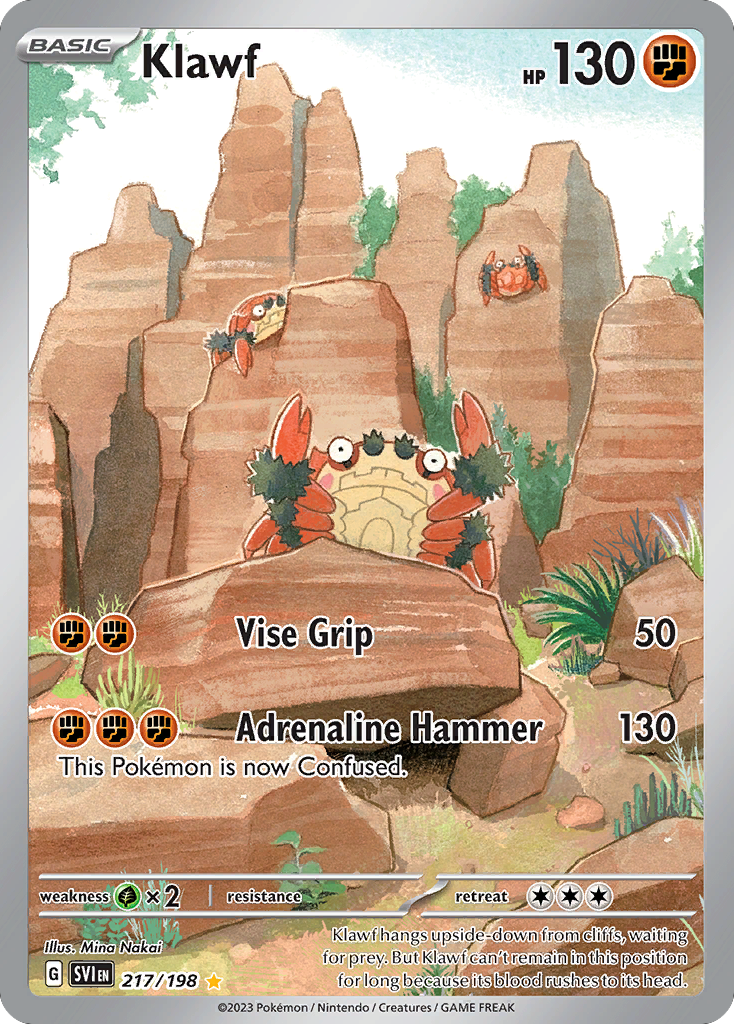 BASIC
Klawf
HP 130
Vise Grip 50
Adrenaline Hammer 130
This Pokémon is now Confused.
weakness ×2 resistance retreat
Illus. Mina Nakai
Klawf hangs upside-down from cliffs, waiting
for prey. But Klawf can't remain in this position
for long because its blood rushes to its head.
G SVI EN 217/198
©2023 Pokémon / Nintendo / Creatures / GAME FREAK